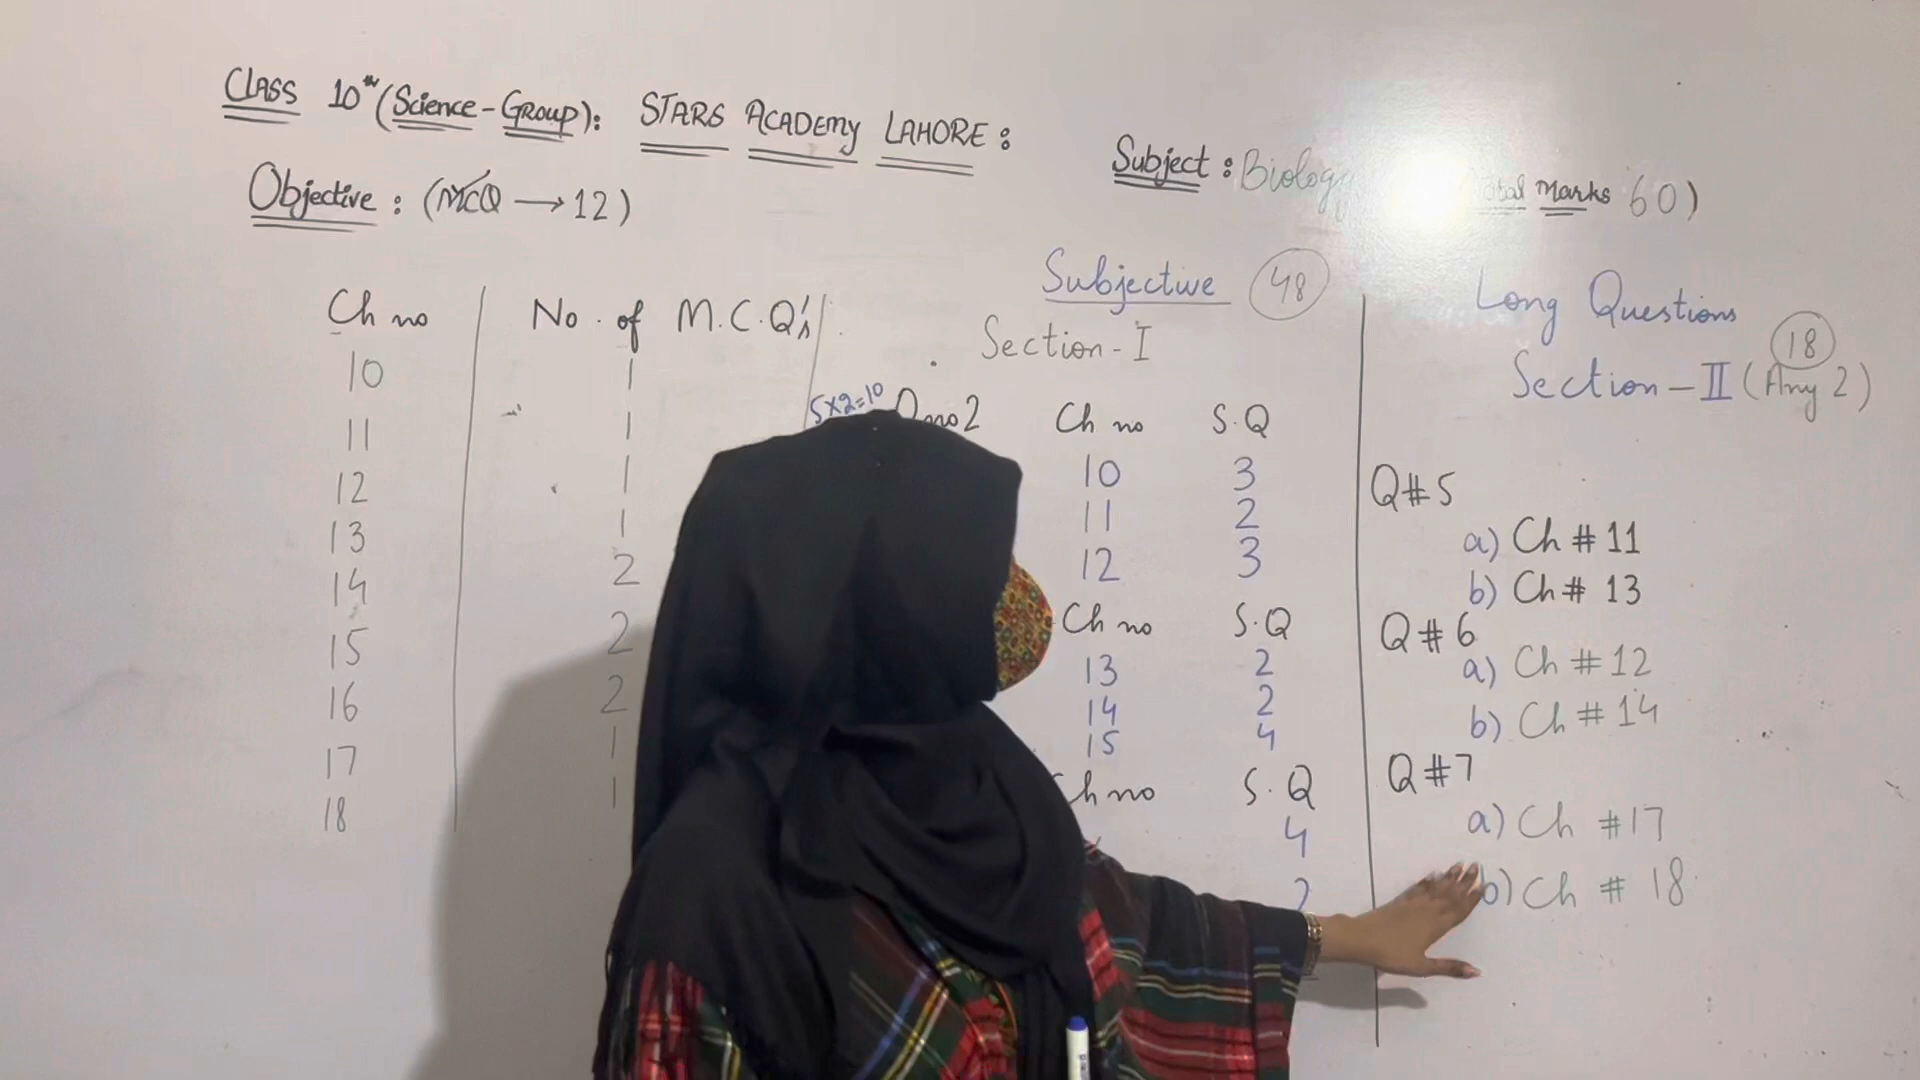 CLASS 10th (Science-Group): STARS ACADEMY LAHORE:
Subject: Biology Total Marks 60)
Objective: (MCQ → 12)
Ch no No. of M.C.Q's
10 1
11 1
12 1
13 1
14 2
15 2
16 2
17 1
18 1
Subjective 48
Section-I
5x2=10 Q no 2 Ch no S.Q
10 3
11 2
12 3
Ch no S.Q
13 2
14 2
15 4
Ch no S.Q
4
Long Questions
18
Section-II (Any 2)
Q#5
a) Ch # 11
b) Ch # 13
Q#6
a) Ch # 12
b) Ch # 14
Q#7
a) Ch #17
b) Ch # 18